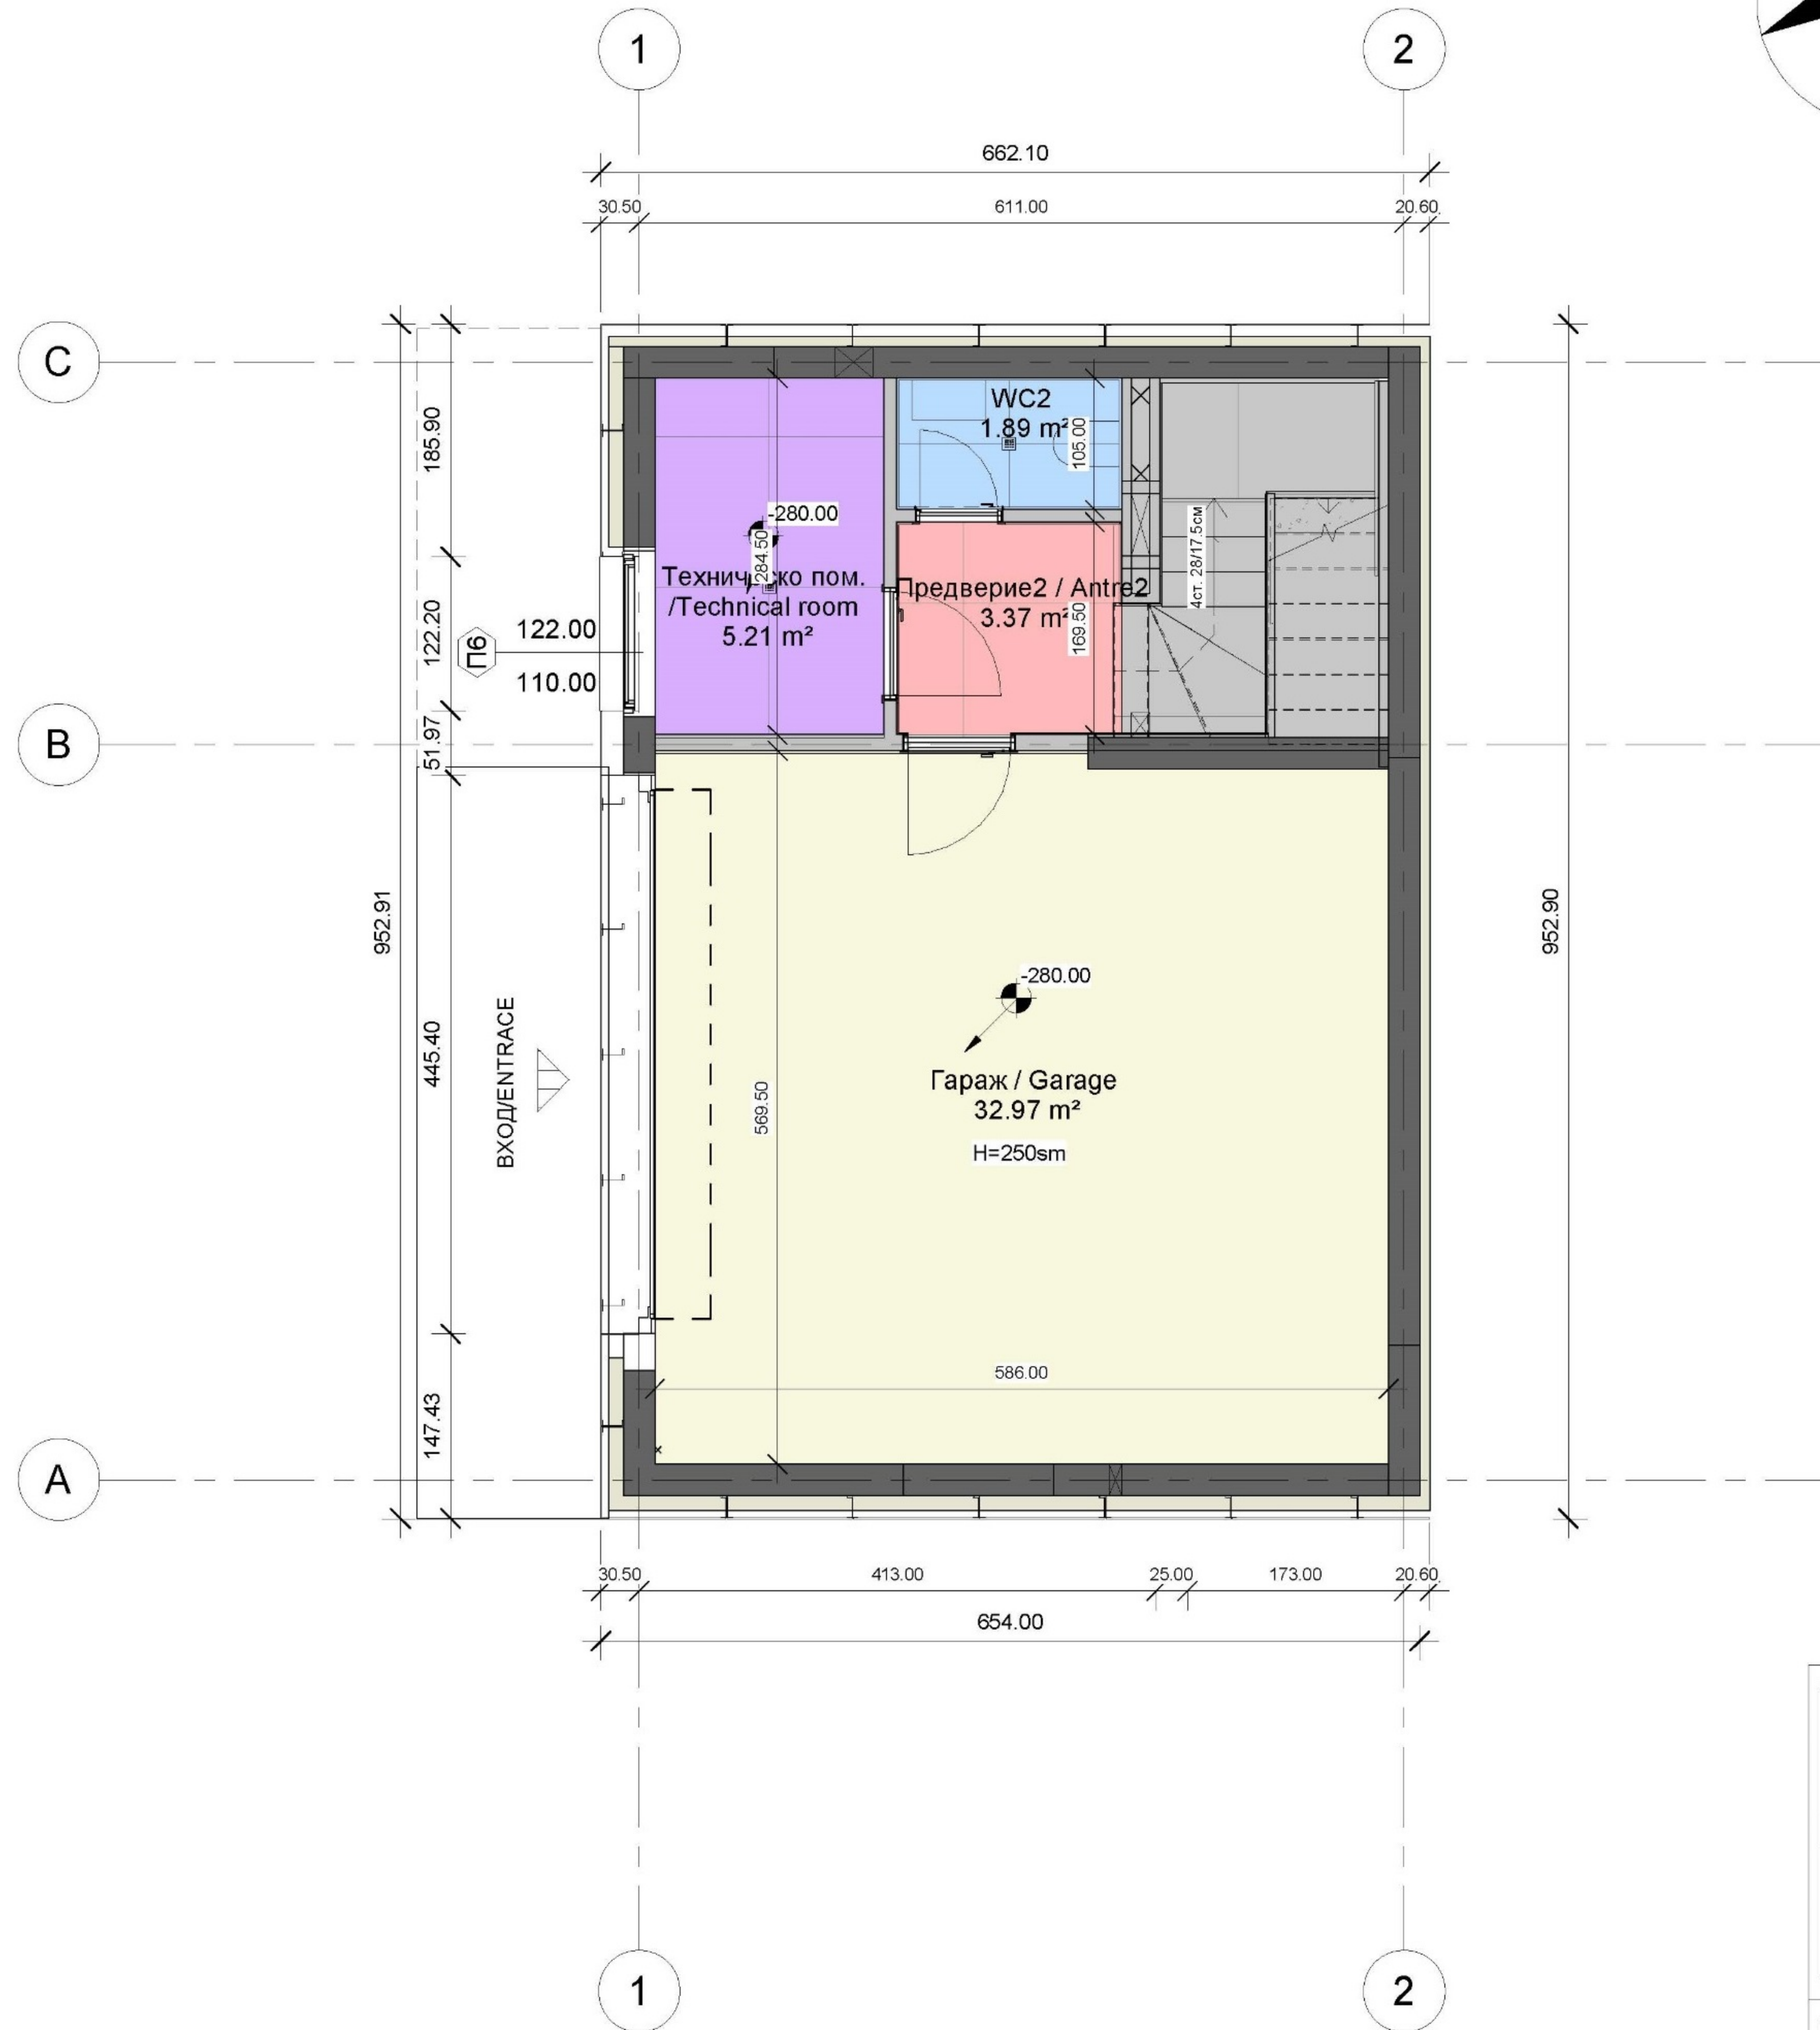 1
2
662.10
30.50
611.00
20.60
C
185.90
WC2
1.89 m²
105.00
-280.00
284.50
Техническо пом.
/Technical room
5.21 m²
Предверие2 / Antre2
3.37 m²
169.50
4ст. 28/17.5см
122.20
П6
122.00
110.00
B
51.97
952.91
952.90
445.40
ВХОД/ENTRACE
-280.00
Гараж / Garage
32.97 m²
H=250sm
569.50
586.00
147.43
A
30.50
413.00
25.00
173.00
20.60
654.00
1
2